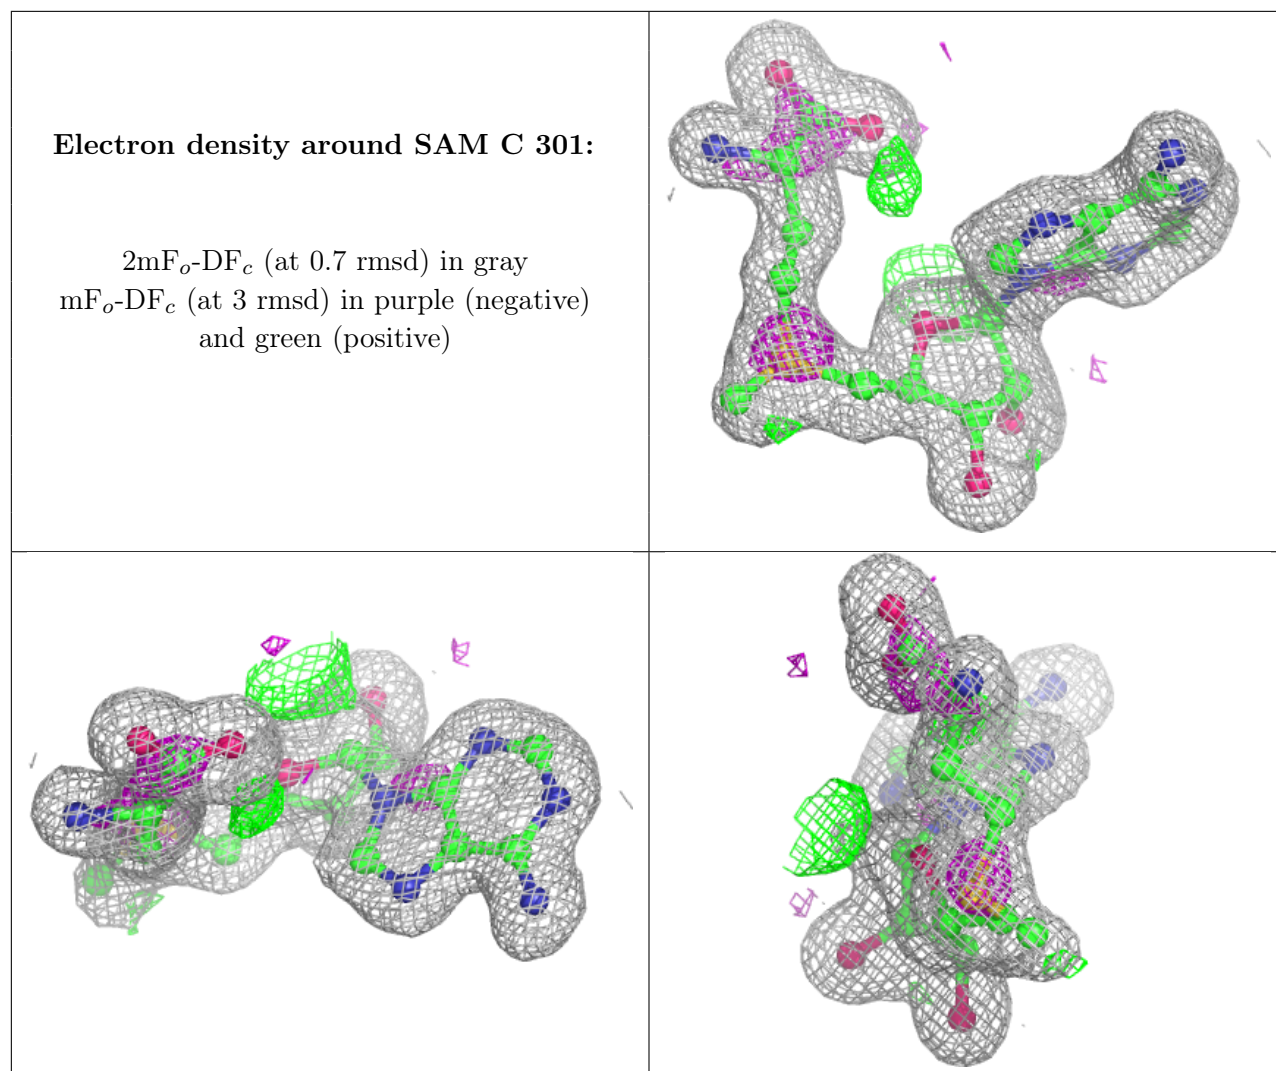 Electron density around SAM C 301:
2mFo-DFc (at 0.7 rmsd) in gray
mFo-DFc (at 3 rmsd) in purple (negative)
and green (positive)